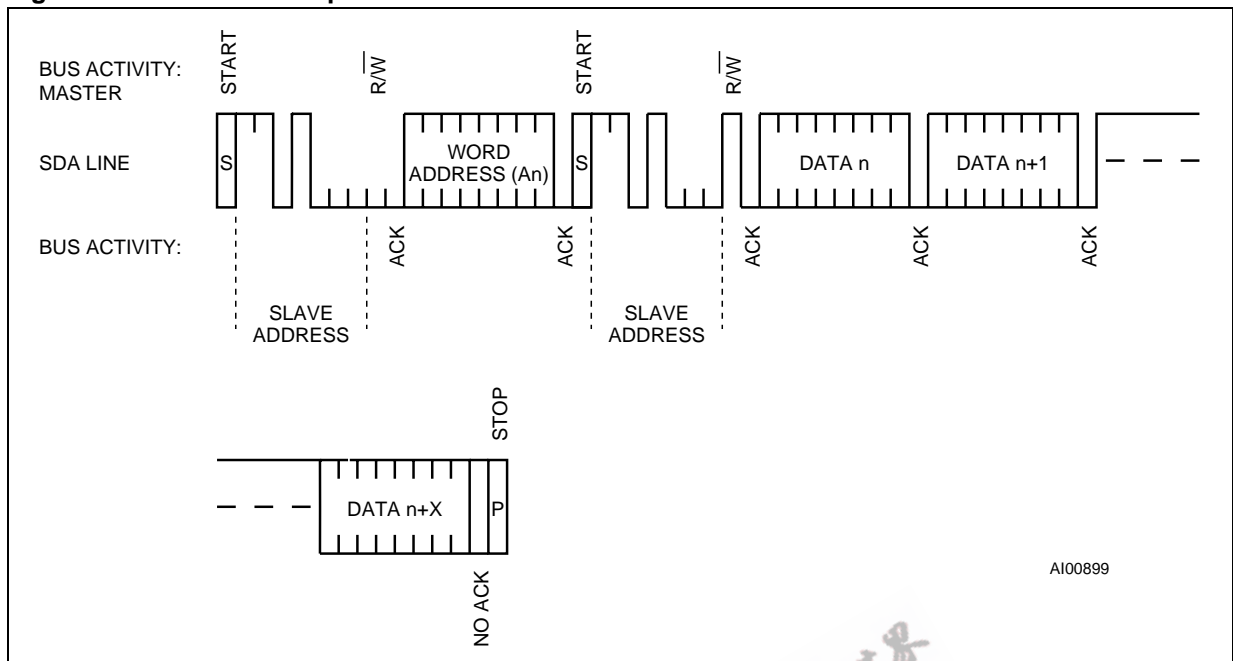 START
R/W
START
R/W
BUS ACTIVITY:
MASTER
SDA LINE
S
WORD
ADDRESS (An)
S
DATA n
DATA n+1
BUS ACTIVITY:
ACK
ACK
ACK
ACK
ACK
SLAVE
ADDRESS
SLAVE
ADDRESS
STOP
DATA n+X
P
NO ACK
AI00899